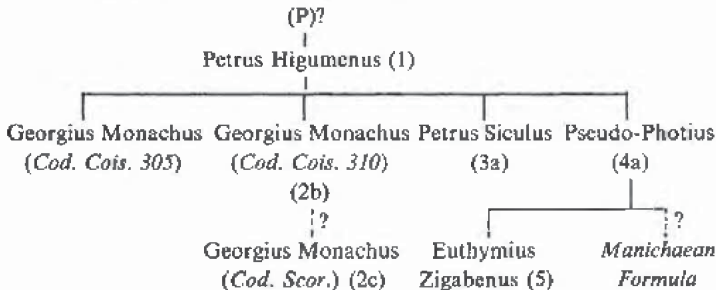 (P)?
Petrus Higumenus (1)
Georgius Monachus Georgius Monachus Petrus Siculus Pseudo-Photius
(Cod. Cois. 305) (Cod. Cois. 310) (3a) (4a)
(2b)
? ?
Georgius Monachus Euthymius Manichaean
(Cod. Scor.) (2c) Zigabenus (5) Formula